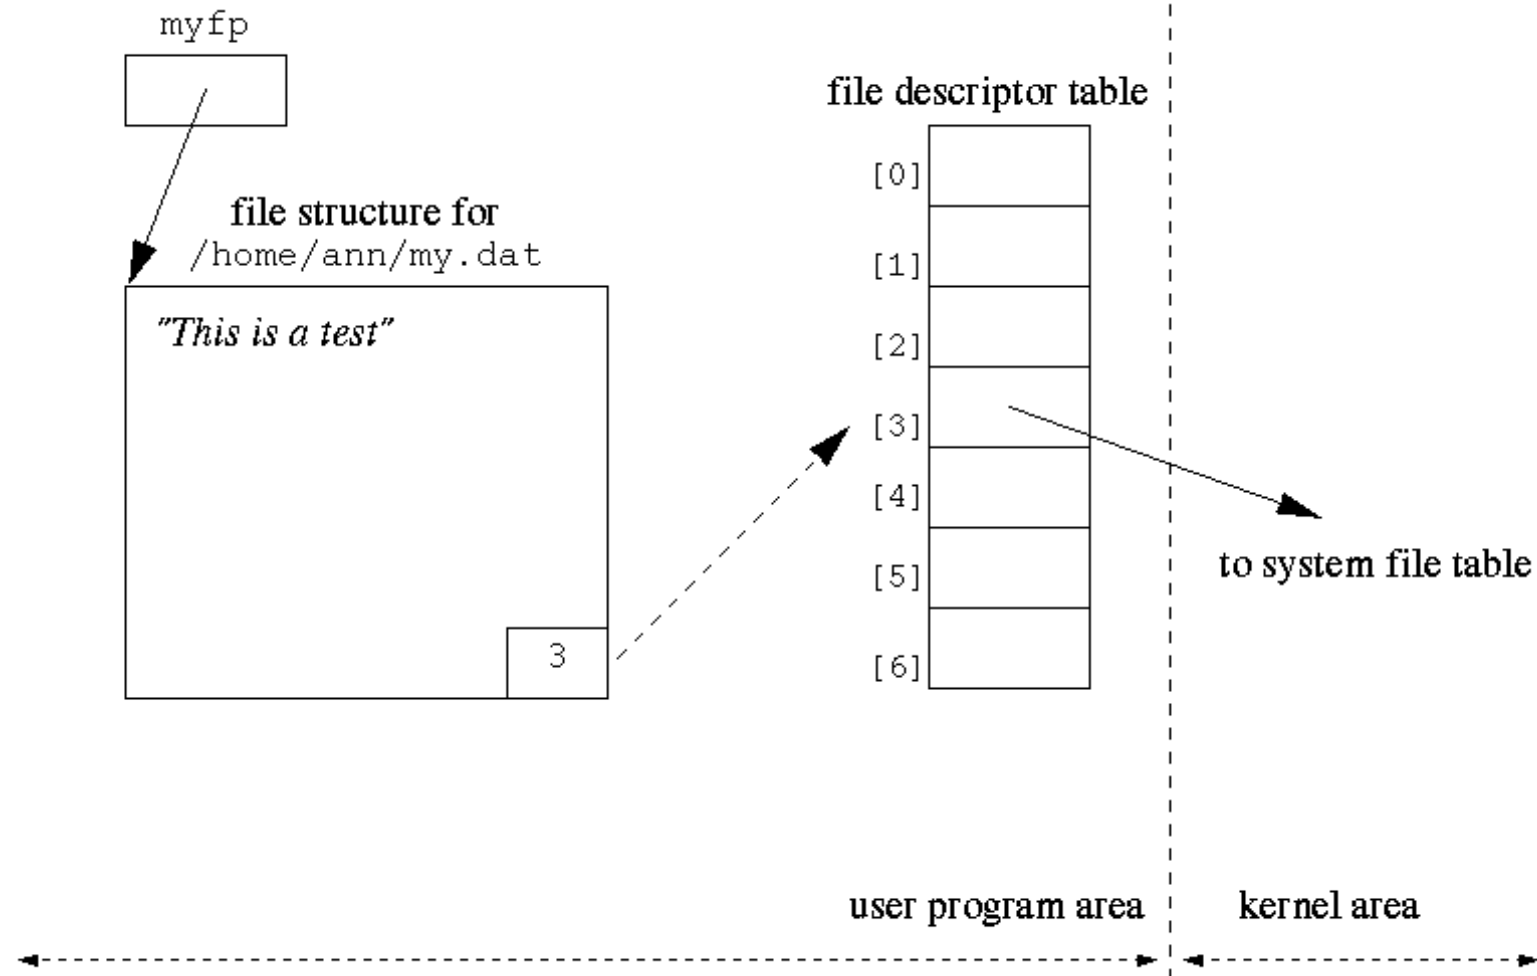 myfp
file descriptor table
file structure for
/home/ann/my.dat
"This is a test"
[0]
[1]
[2]
[3]
[4]
[5]
[6]
3
to system file table
user program area
kernel area